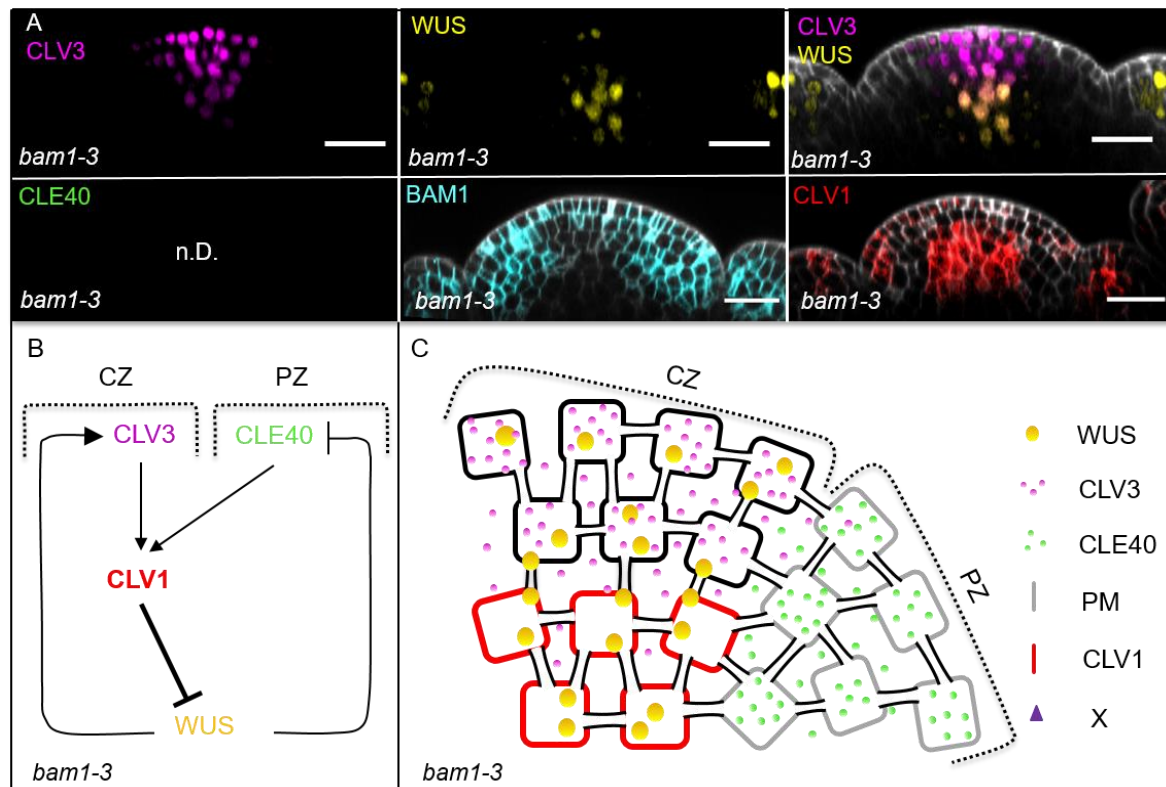 A
CLV3
bam1-3
WUS
bam1-3
CLV3
WUS
bam1-3
CLE40
n.D.
bam1-3
BAM1
bam1-3
CLV1
bam1-3
B
CZ PZ
CLV3 CLE40
CLV1
WUS
bam1-3
C
CZ
PZ
bam1-3
WUS
CLV3
CLE40
PM
CLV1
X